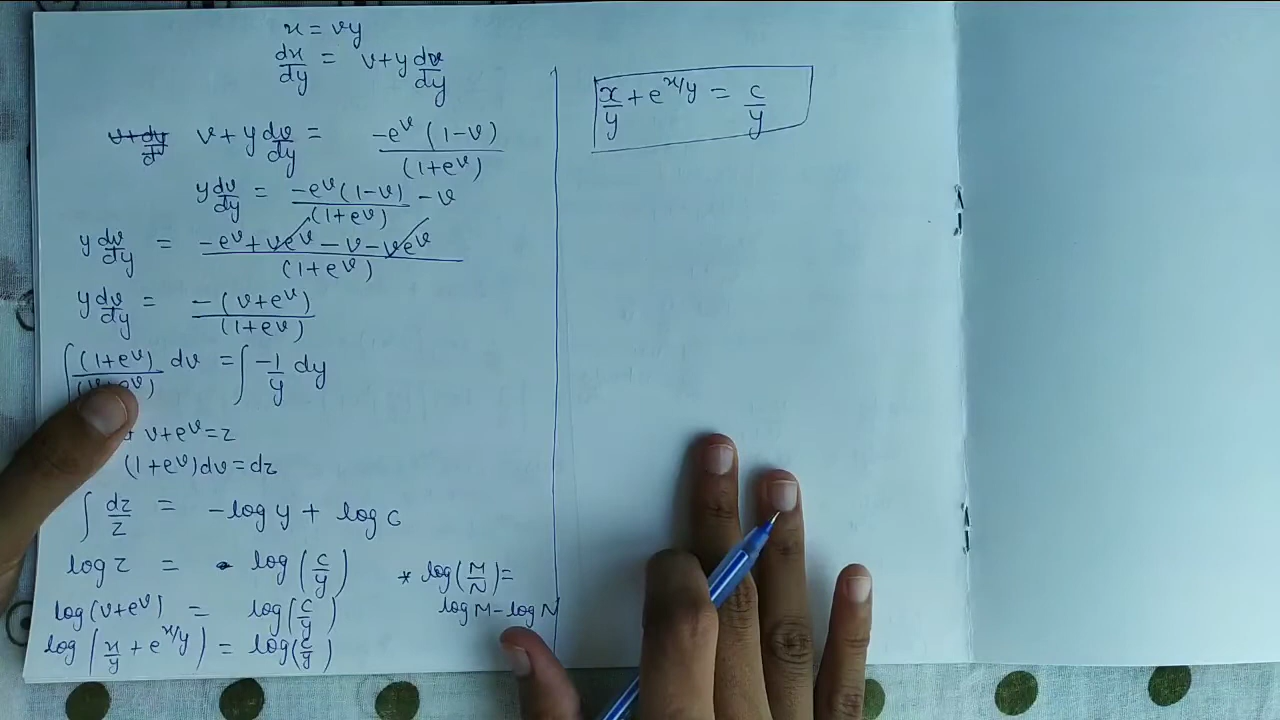 x = vy
dx/dy = v + y dv/dy
v + y dv/dy = -e^v (1-v) / (1+e^v)
y dv/dy = -e^v (1-v) / (1+e^v) - v
y dv/dy = -e^v + ve^v - v - ve^v / (1+e^v)
y dv/dy = -(v+e^v) / (1+e^v)
∫ (1+e^v) / (v+e^v) dv = ∫ -1/y dy
v+e^v = z
(1+e^v) dv = dz
∫ dz/z = -log y + log c
log z = log (c/y)
* log (M/N) =
log M - log N
log (v+e^v) = log (c/y)
log (x/y + e^x/y) = log (c/y)
x/y + e^x/y = c/y